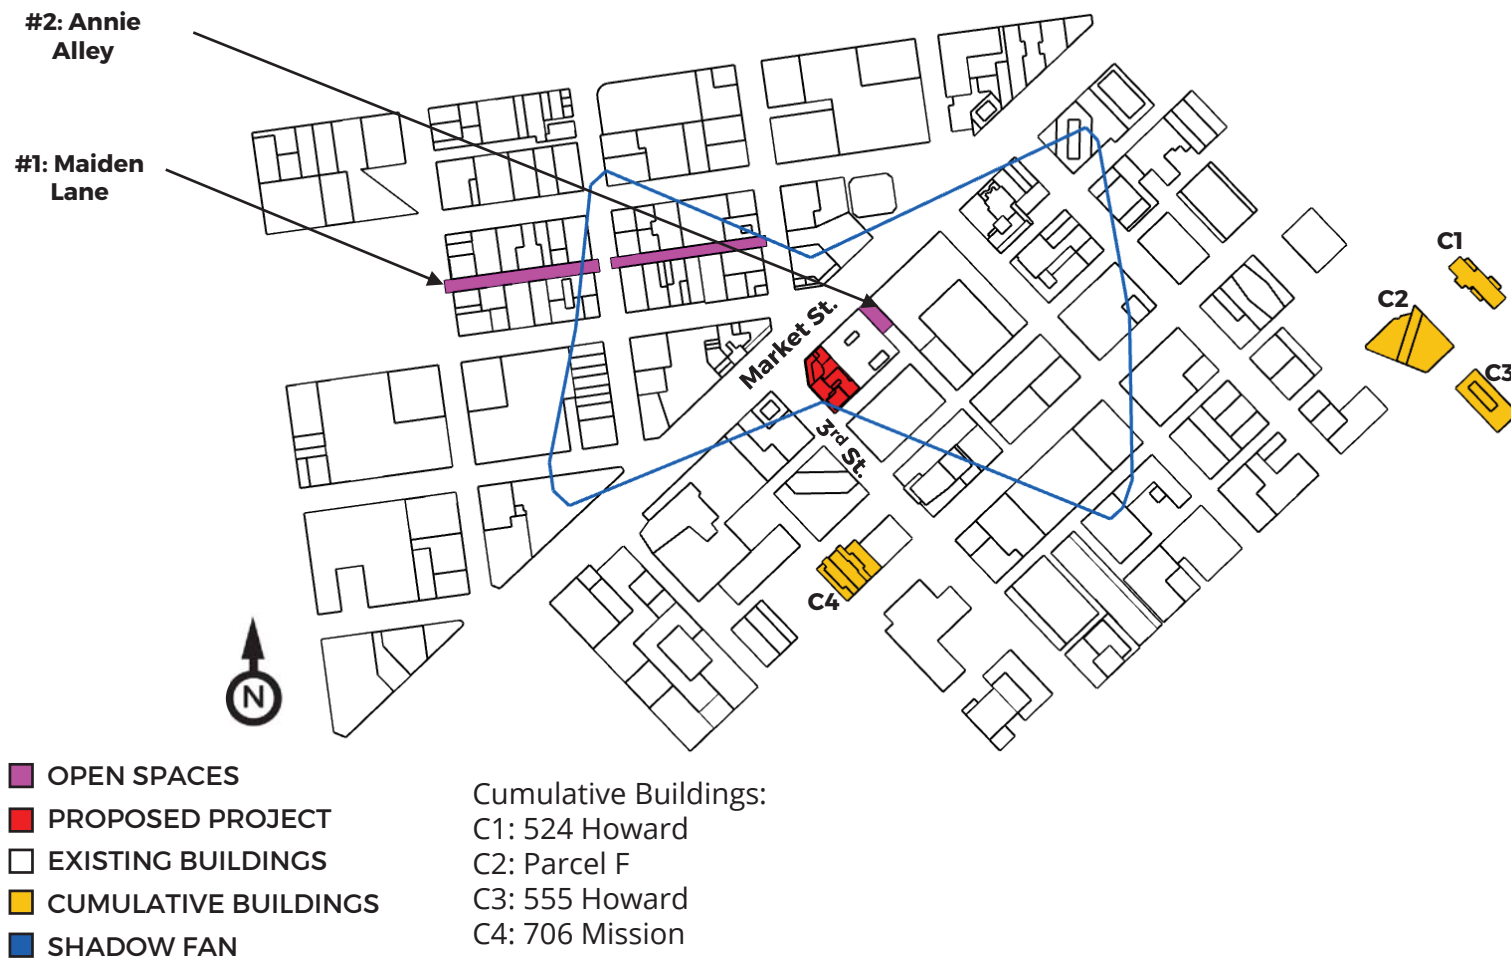 #2: Annie
Alley
#1: Maiden
Lane
Market St.
3rd St.
C1
C2
C3
C4
N
OPEN SPACES
PROPOSED PROJECT
EXISTING BUILDINGS
CUMULATIVE BUILDINGS
SHADOW FAN
Cumulative Buildings:
C1: 524 Howard
C2: Parcel F
C3: 555 Howard
C4: 706 Mission